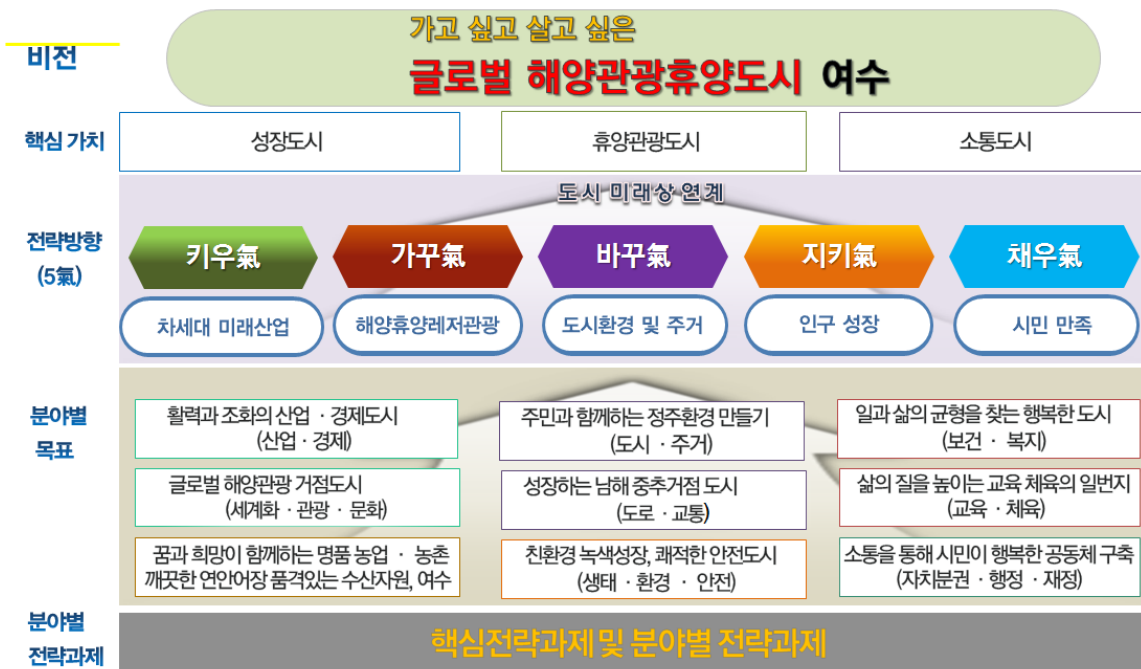 비전
가고 싶고 살고 싶은
글로벌 해양관광휴양도시 여수
핵심 가치
성장도시
휴양관광도시
소통도시
도시 미래상 연계
전략방향
(5氣)
키우氣
가꾸氣
바꾸氣
지키氣
채우氣
차세대 미래산업
해양휴양레저관광
도시환경 및 주거
인구 성장
시민 만족
분야별
목표
활력과 조화의 산업 · 경제도시
(산업 · 경제)
주민과 함께하는 정주환경 만들기
(도시 · 주거)
일과 삶의 균형을 찾는 행복한 도시
(보건 · 복지)
글로벌 해양관광 거점도시
(세계화 · 관광 · 문화)
성장하는 남해 중추거점 도시
(도로 · 교통)
삶의 질을 높이는 교육 체육의 일번지
(교육 · 체육)
꿈과 희망이 함께하는 명품 농업 · 농촌
깨끗한 연안어장 품격있는 수산자원, 여수
친환경 녹색성장, 쾌적한 안전도시
(생태 · 환경 · 안전)
소통을 통해 시민이 행복한 공동체 구축
(자치분권 · 행정 · 재정)
분야별
전략과제
핵심전략과제 및 분야별 전략과제